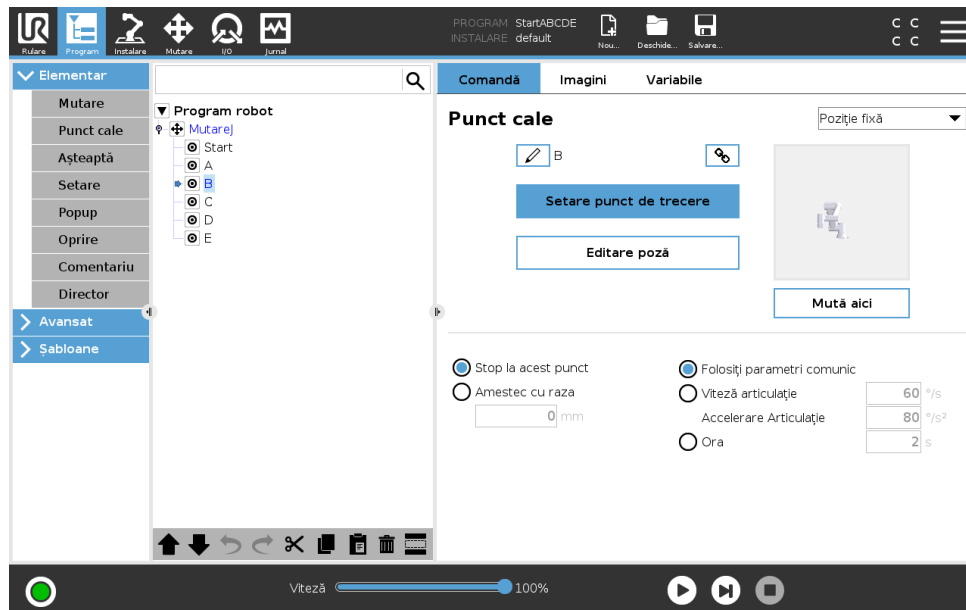 PROGRAM StartABCDE
INSTALARE default
C C
C C
Rulare Program Instalare Mutare I/O Jurnal Nou... Deschide... Salvare...
Elementar
Mutare
Punct cale
Așteaptă
Setare
Popup
Oprire
Comentariu
Director
Avansat
Șabloane
Program robot
MutareJ
Start
A
B
C
D
E
Comandă Imagini Variabile
Punct cale
Poziție fixă
B
Setare punct de trecere
Editare poză
Mută aici
Stop la acest punct
Amestec cu raza
0 mm
Folosiți parametri comunic
Viteză articulație 60 °/s
Accelerare Articulație 80 °/s²
Ora 2 s
Viteză 100%